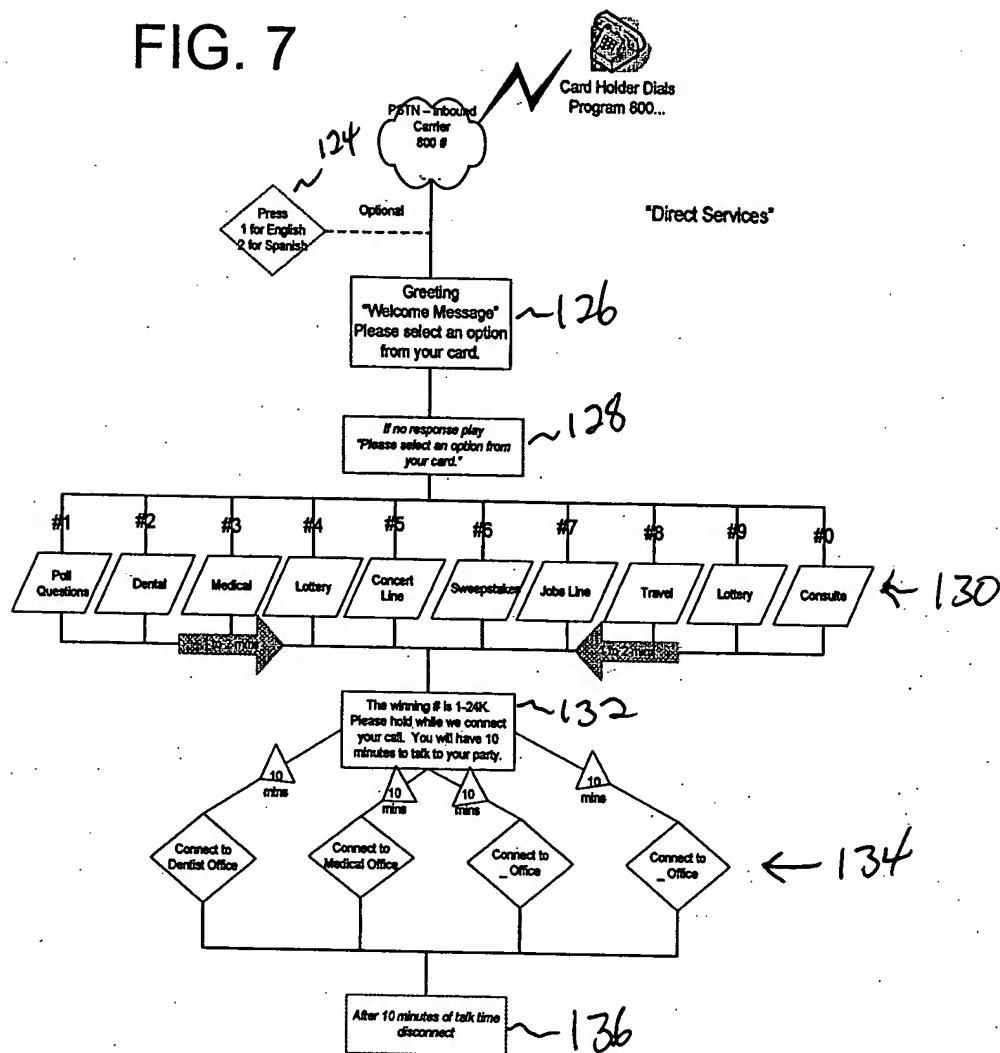 FIG. 7
Card Holder Dials
Program 800...
PSTN – Inbound
Carrier
800 #
124
Press
1 for English
2 for Spanish
Optional
"Direct Services"
Greeting
"Welcome Message"
Please select an option
from your card.
126
If no response play
"Please select an option from
your card."
128
#1 #2 #3 #4 #5 #6 #7 #8 #9 #0
Poll
Questions
Dental
Medical
Lottery
Concert
Line
Sweepstakes
Jobs Line
Travel
Lottery
Consulte
130
The winning # is 1-24K.
Please hold while we connect
your call. You will have 10
minutes to talk to your party.
132
10
mins
10
mins
10
mins
10
mins
Connect to
Dentist Office
Connect to
Medical Office
Connect to
_ Office
Connect to
_ Office
134
After 10 minutes of talk time
disconnect
136